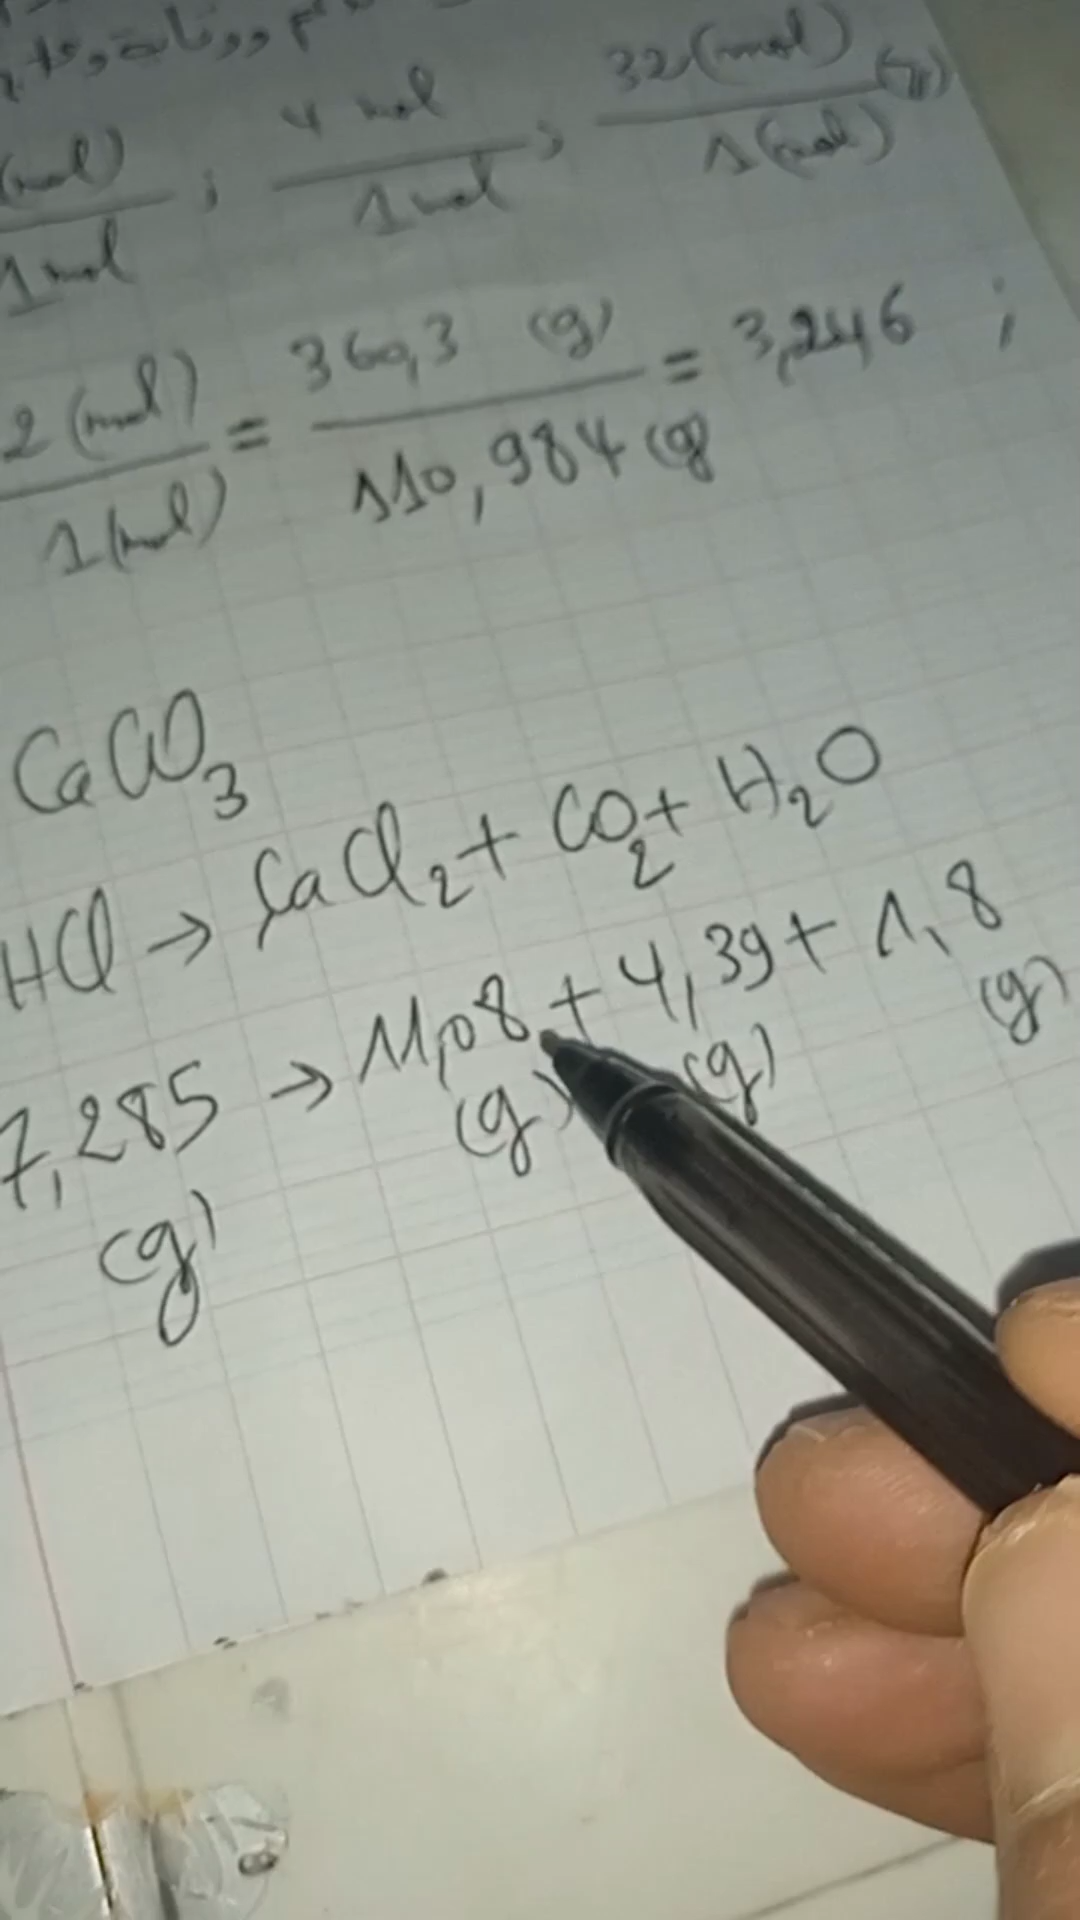 (mol)/1 mol ; 4 mol/1 mol ; 32 (mol)/1 (mol)
2 (mol)/1 (mol) = 360,3 (g)/110,984 (g) = 3,246 ;
CaCO3
HCl → CaCl2 + CO2 + H2O
7,285 → 11,08 + 4,39 + 1,8
(g) (g) (g) (g)